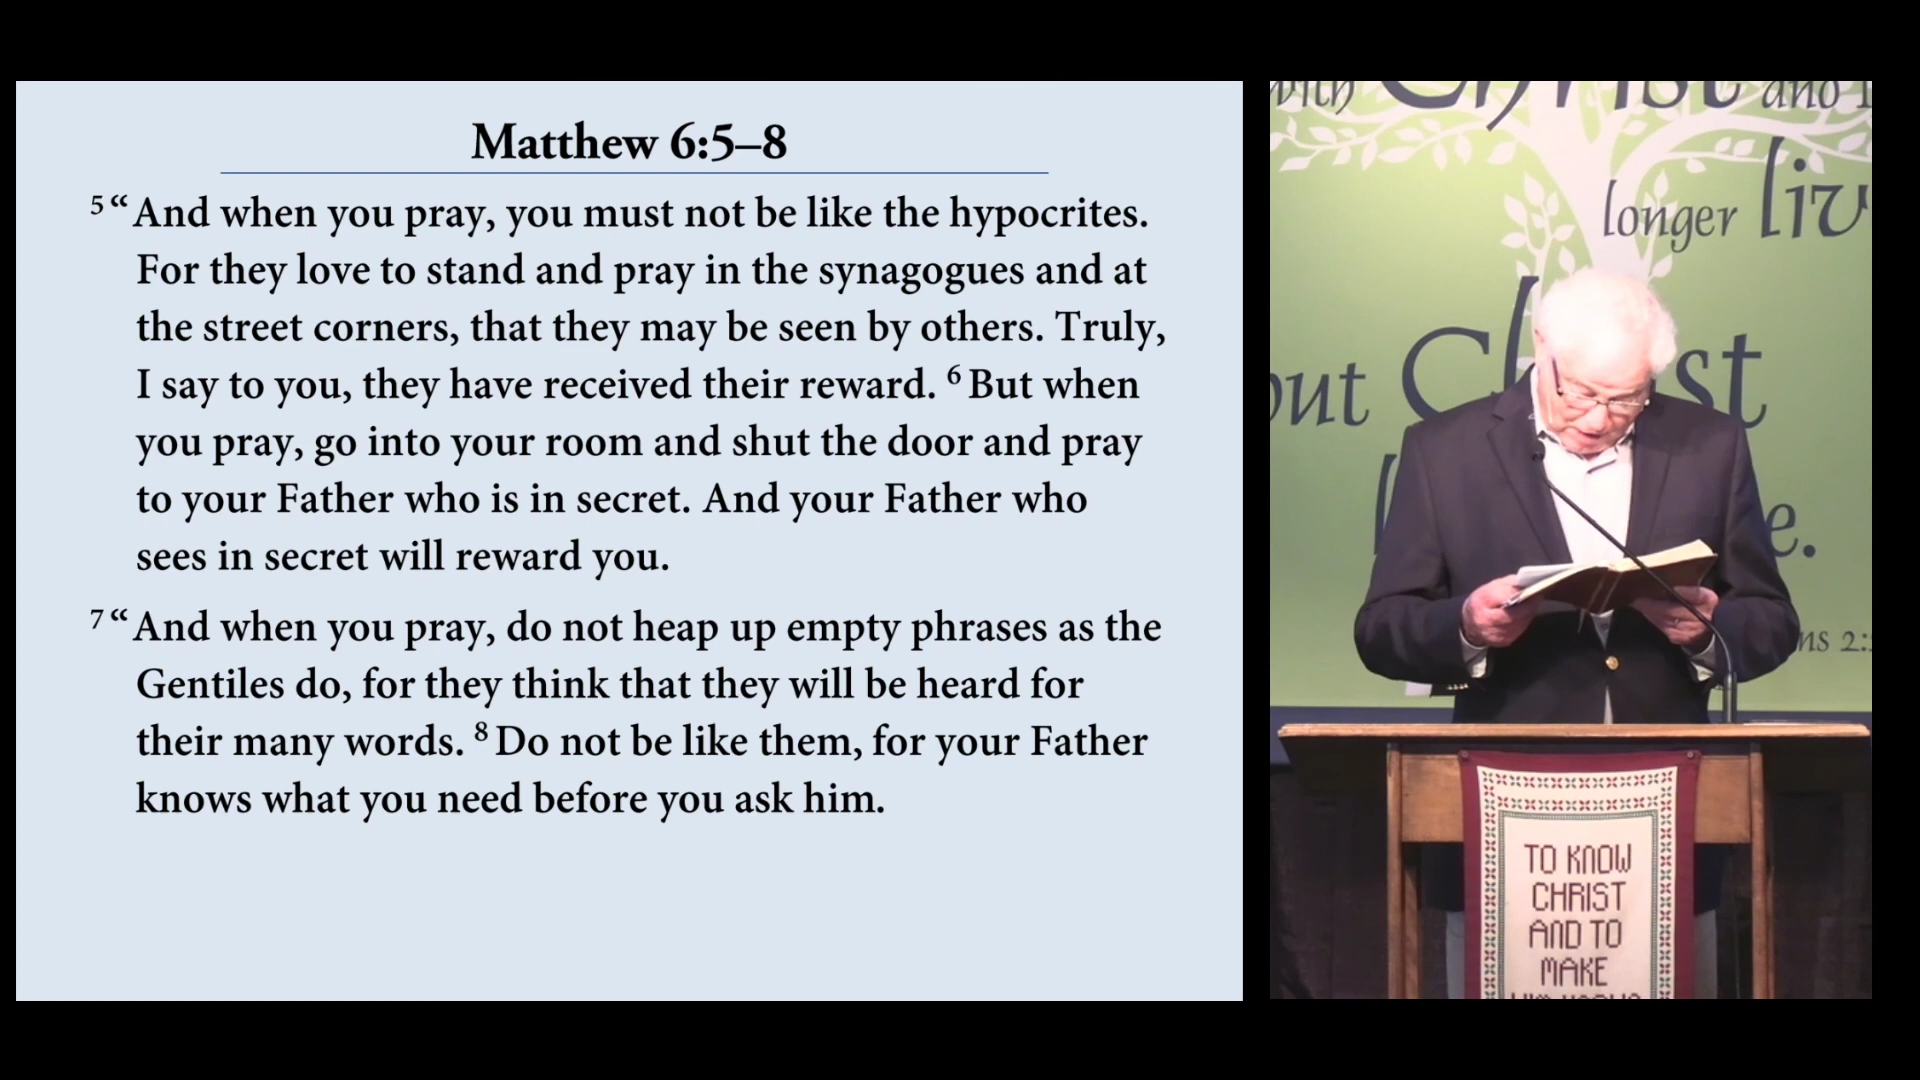 Matthew 6:5–8
5 “And when you pray, you must not be like the hypocrites.
For they love to stand and pray in the synagogues and at
the street corners, that they may be seen by others. Truly,
I say to you, they have received their reward. 6 But when
you pray, go into your room and shut the door and pray
to your Father who is in secret. And your Father who
sees in secret will reward you.
7 “And when you pray, do not heap up empty phrases as the
Gentiles do, for they think that they will be heard for
their many words. 8 Do not be like them, for your Father
knows what you need before you ask him.
with Christ and
longer
Christ
TO KNOW
CHRIST
AND TO
MAKE